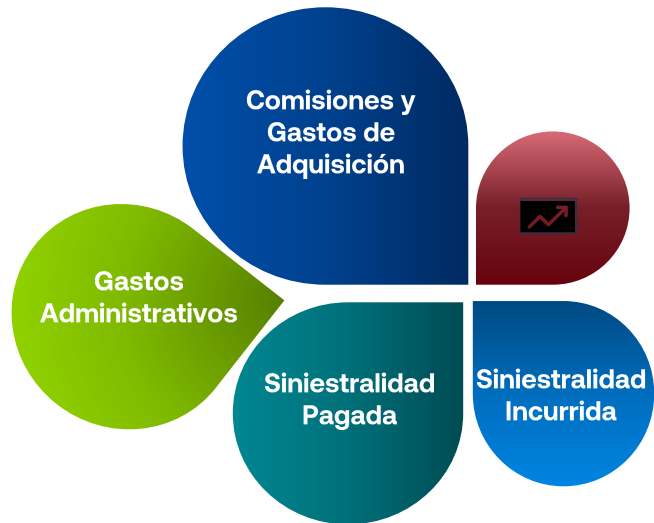 Comisiones y
Gastos de
Adquisición
Gastos
Administrativos
Siniestralidad
Pagada
Siniestralidad
Incurrida